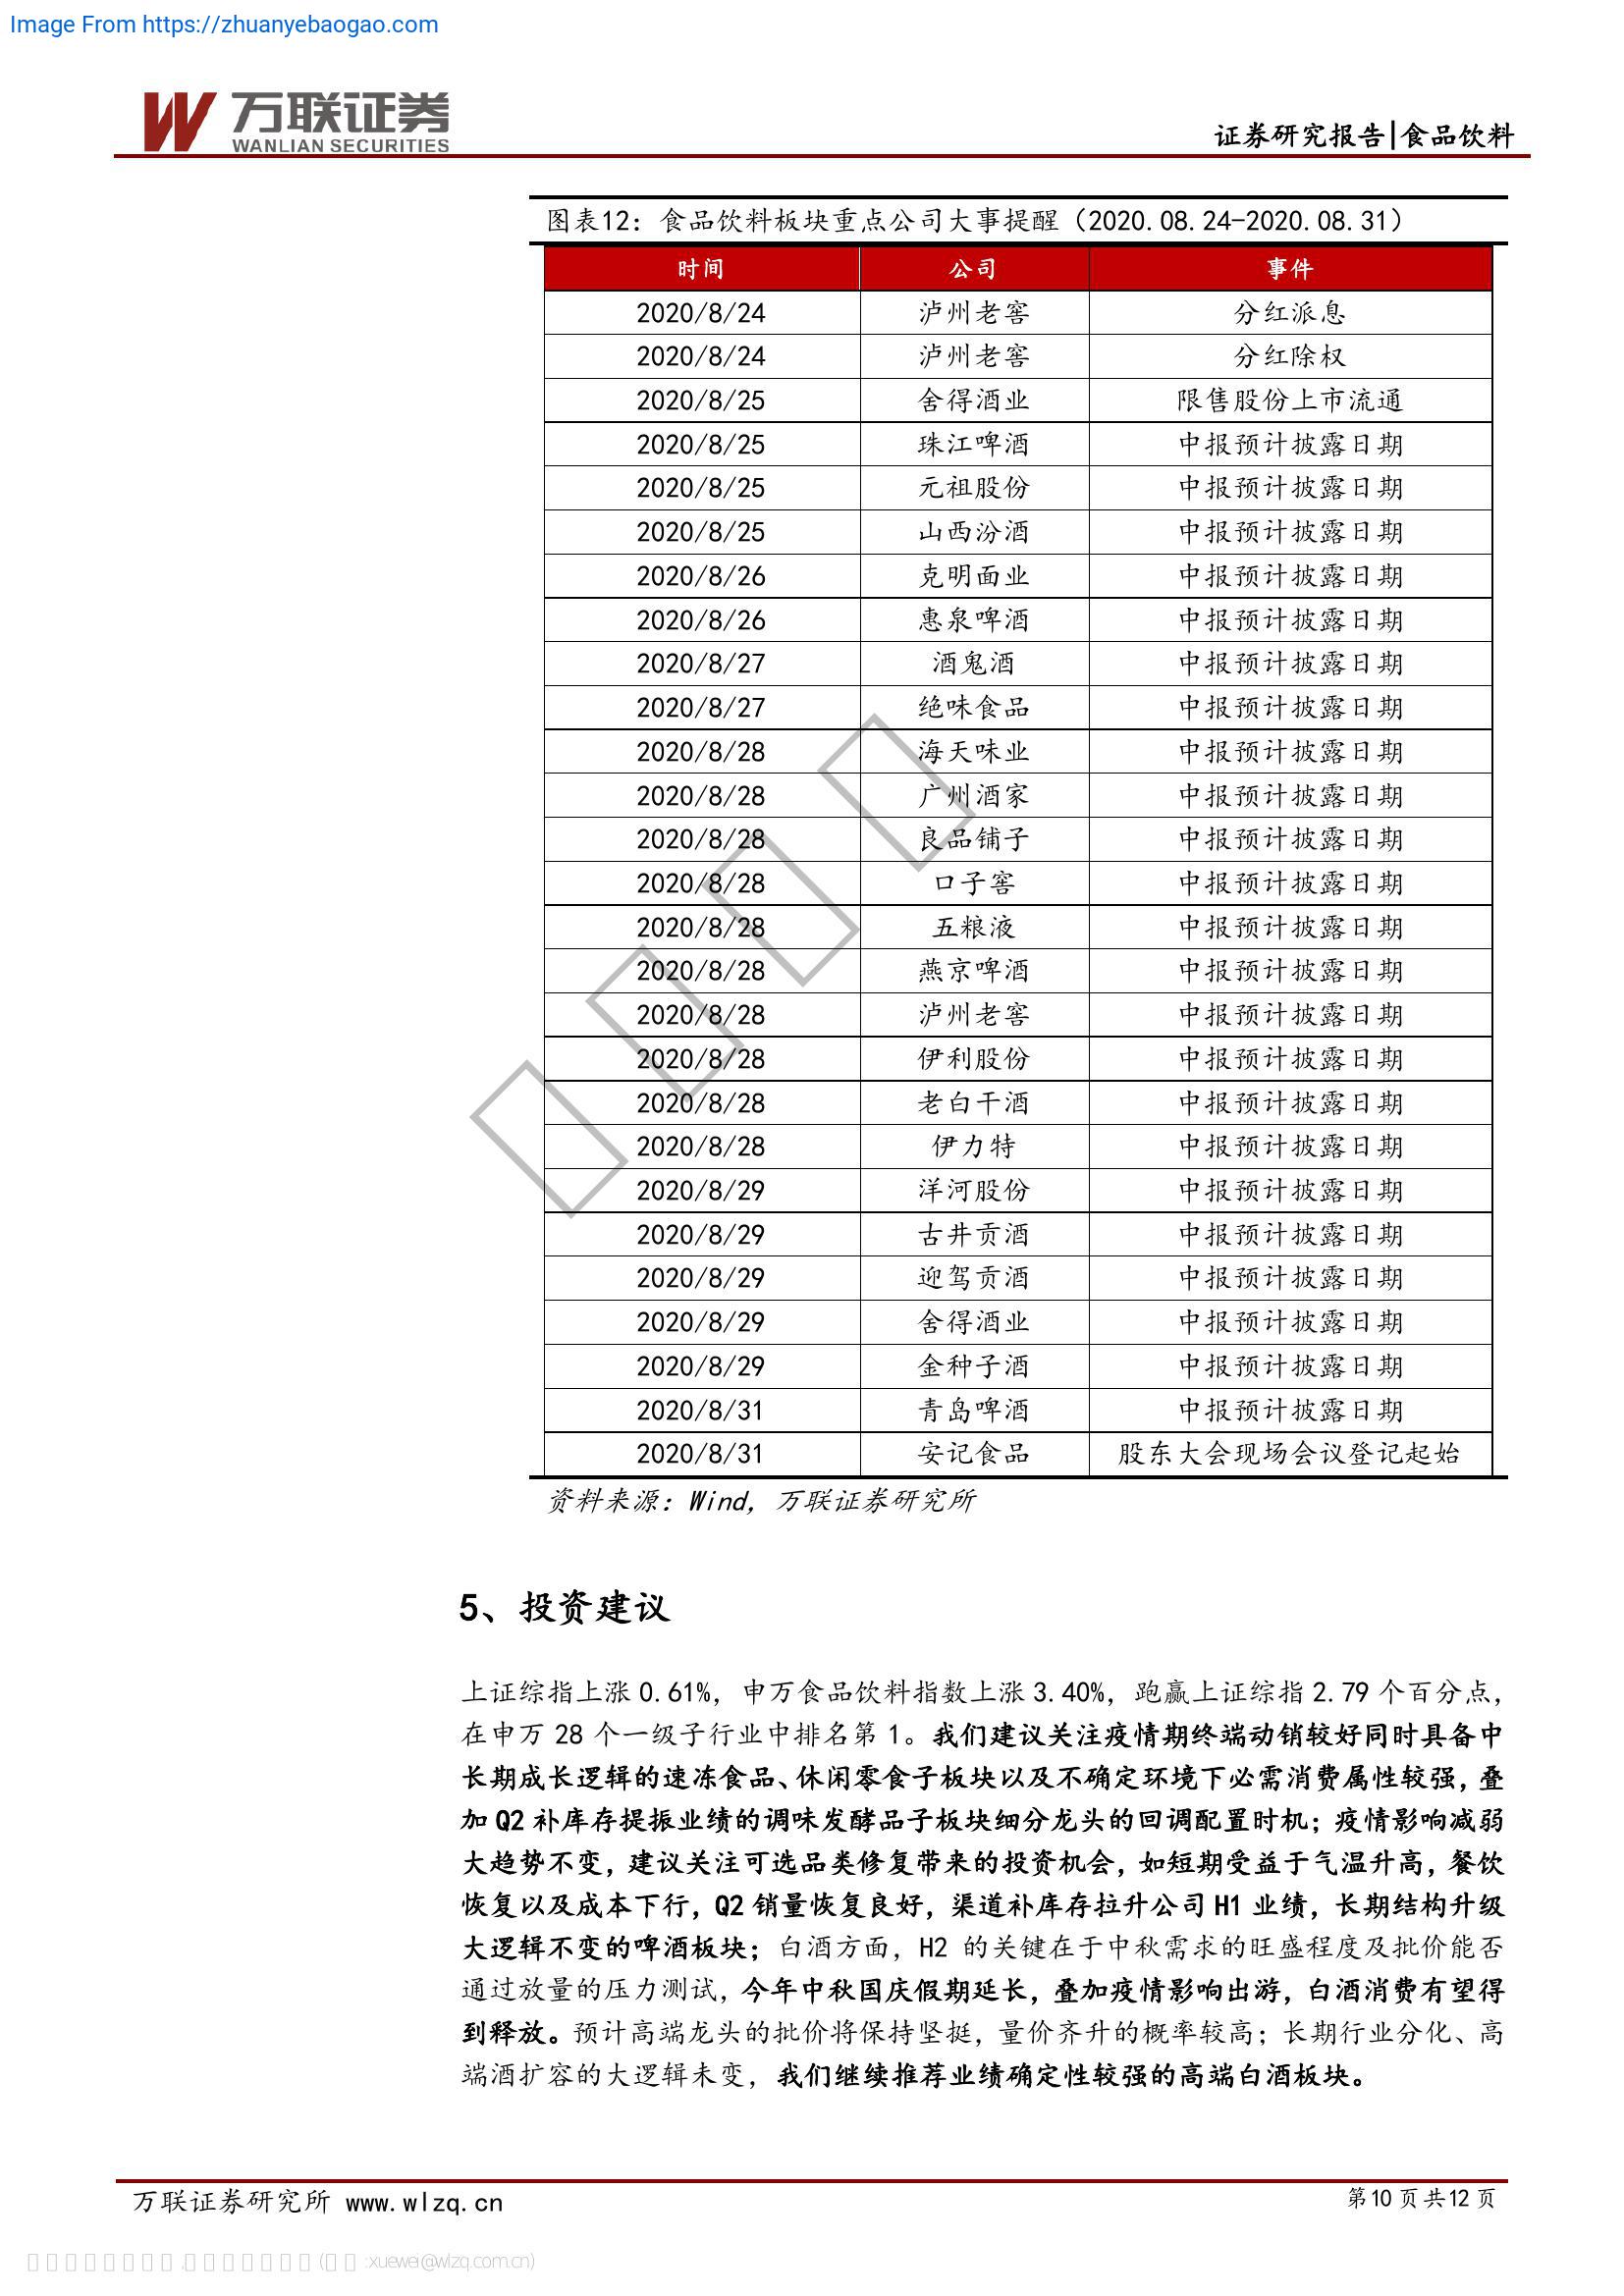 Image From https://zhuanyebaogao.com
万联证券
WANLIAN SECURITIES
证券研究报告|食品饮料
图表12：食品饮料板块重点公司大事提醒（2020.08.24-2020.08.31）
时间 公司 事件
2020/8/24 泸州老窖 分红派息
2020/8/24 泸州老窖 分红除权
2020/8/25 舍得酒业 限售股份上市流通
2020/8/25 珠江啤酒 中报预计披露日期
2020/8/25 元祖股份 中报预计披露日期
2020/8/25 山西汾酒 中报预计披露日期
2020/8/26 克明面业 中报预计披露日期
2020/8/26 惠泉啤酒 中报预计披露日期
2020/8/27 酒鬼酒 中报预计披露日期
2020/8/27 绝味食品 中报预计披露日期
2020/8/28 海天味业 中报预计披露日期
2020/8/28 广州酒家 中报预计披露日期
2020/8/28 良品铺子 中报预计披露日期
2020/8/28 口子窖 中报预计披露日期
2020/8/28 五粮液 中报预计披露日期
2020/8/28 燕京啤酒 中报预计披露日期
2020/8/28 泸州老窖 中报预计披露日期
2020/8/28 伊利股份 中报预计披露日期
2020/8/28 老白干酒 中报预计披露日期
2020/8/28 伊力特 中报预计披露日期
2020/8/29 洋河股份 中报预计披露日期
2020/8/29 古井贡酒 中报预计披露日期
2020/8/29 迎驾贡酒 中报预计披露日期
2020/8/29 舍得酒业 中报预计披露日期
2020/8/29 金种子酒 中报预计披露日期
2020/8/31 青岛啤酒 中报预计披露日期
2020/8/31 安记食品 股东大会现场会议登记起始
资料来源：Wind，万联证券研究所
5、投资建议
上证综指上涨 0.61%，申万食品饮料指数上涨 3.40%，跑赢上证综指 2.79 个百分点，
在申万 28 个一级子行业中排名第 1。我们建议关注疫情期终端动销较好同时具备中
长期成长逻辑的速冻食品、休闲零食子板块以及不确定环境下必需消费属性较强，叠
加 Q2 补库存提振业绩的调味发酵品子板块细分龙头的回调配置时机；疫情影响减弱
大趋势不变，建议关注可选品类修复带来的投资机会，如短期受益于气温升高，餐饮
恢复以及成本下行，Q2 销量恢复良好，渠道补库存拉升公司 H1 业绩，长期结构升级
大逻辑不变的啤酒板块；白酒方面，H2 的关键在于中秋需求的旺盛程度及批价能否
通过放量的压力测试，今年中秋国庆假期延长，叠加疫情影响出游，白酒消费有望得
到释放。预计高端龙头的批价将保持坚挺，量价齐升的概率较高；长期行业分化、高
端酒扩容的大逻辑未变，我们继续推荐业绩确定性较强的高端白酒板块。
万联证券研究所 www.wlzq.cn
第 10 页 共 12 页
:xuewei@wlzq.com.cn)